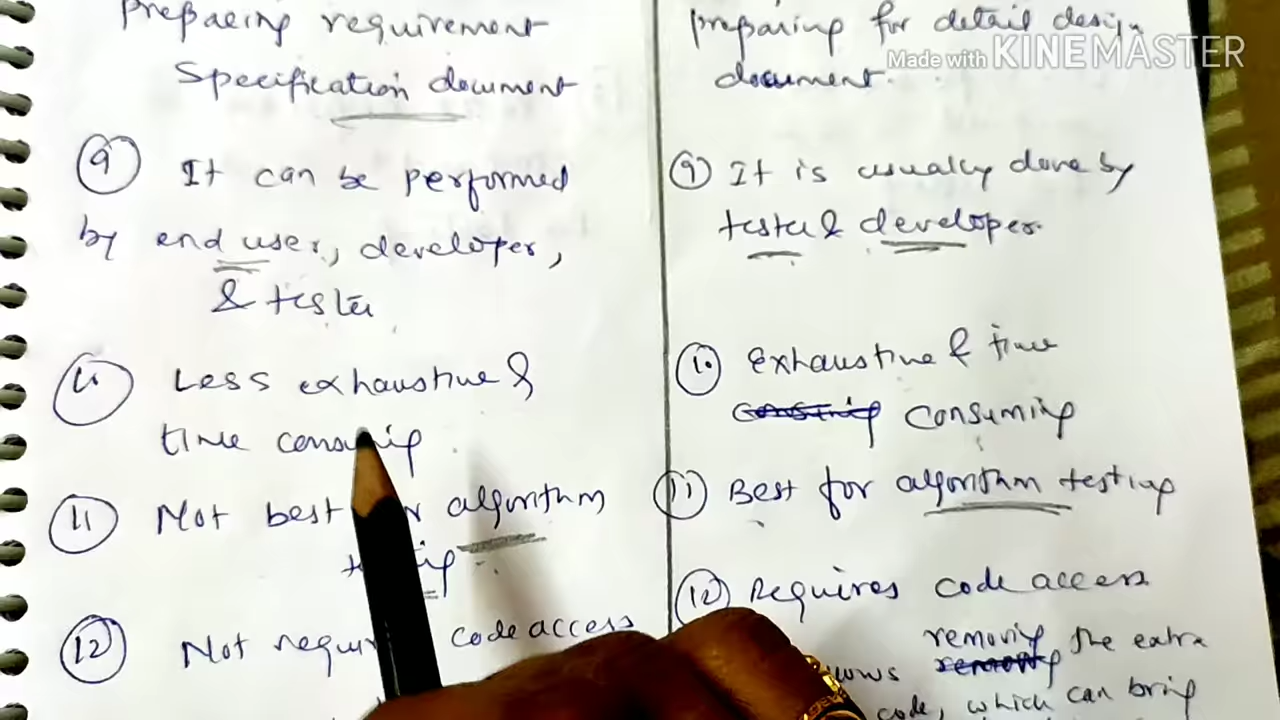 Preparing requirement
Specification document
9 It can be performed
by end user, developer,
& tester
10 Less exhaustive &
time consuming
11 Not best algorithm
12 Not code access
preparing for detail design
document.
9 It is usually done by
tester & developer.
10 Exhaustive & time
consuming
11 Best for algorithm testing
12 Requires code access
removing the extra
code, which can bring
Made with KINEMASTER